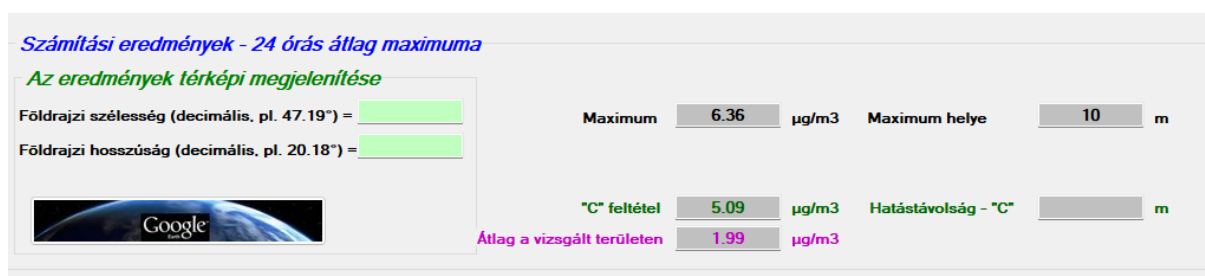 Számítási eredmények - 24 órás átlag maximuma
Az eredmények térképi megjelenítése
Földrajzi szélesség (decimális, pl. 47.19°) =
Földrajzi hosszúság (decimális, pl. 20.18°) =
Google
Earth
Maximum 6.36 µg/m3 Maximum helye 10 m
"C" feltétel 5.09 µg/m3 Hatástávolság - "C" m
Átlag a vizsgált területen 1.99 µg/m3